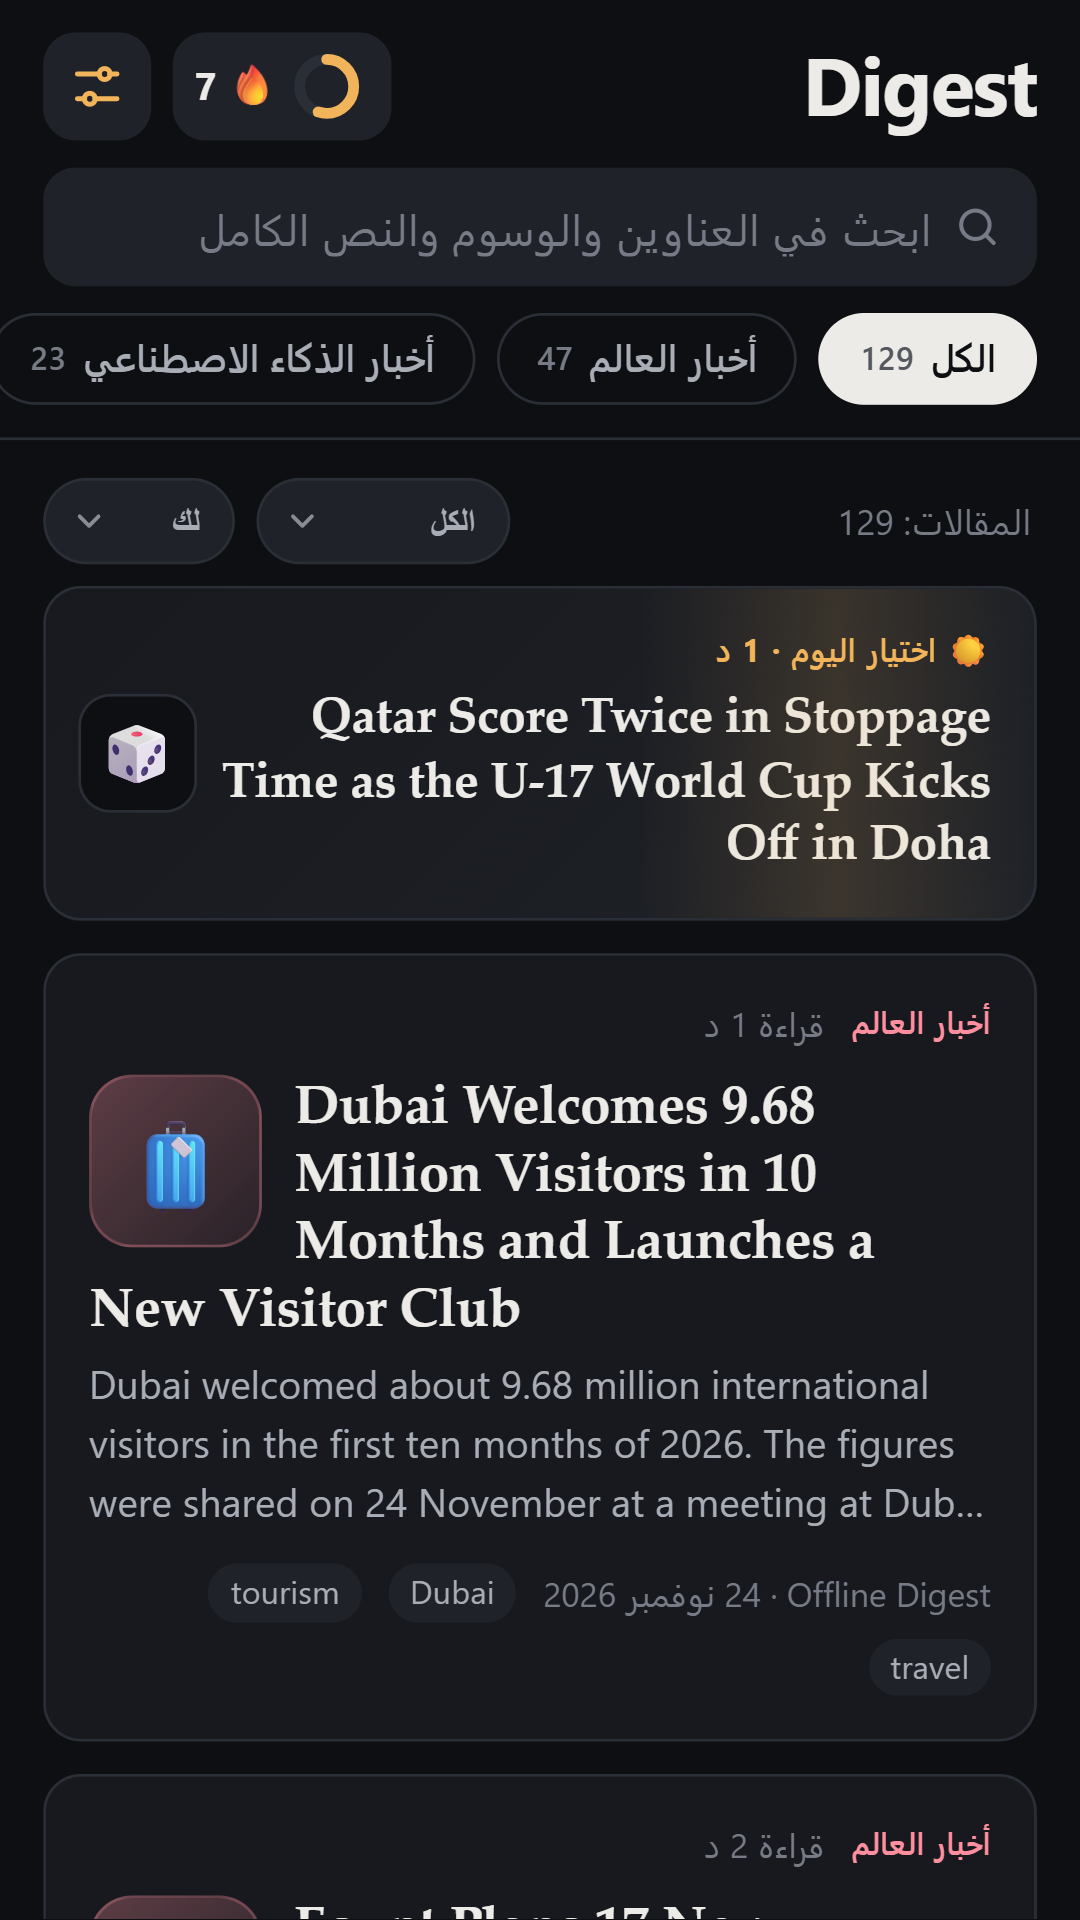 Digest
7
ابحث في العناوين والوسوم والنص الكامل
الكل 129
أخبار العالم 47
أخبار الذكاء الاصطناعي 23
المقالات: 129
الكل
لك
اختيار اليوم · 1 د
Qatar Score Twice in Stoppage
Time as the U-17 World Cup Kicks
Off in Doha
أخبار العالم قراءة 1 د
Dubai Welcomes 9.68
Million Visitors in 10
Months and Launches a
New Visitor Club
Dubai welcomed about 9.68 million international
visitors in the first ten months of 2026. The figures
were shared on 24 November at a meeting at Dub...
Offline Digest · 24 نوفمبر 2026
Dubai
tourism
travel
أخبار العالم قراءة 2 د